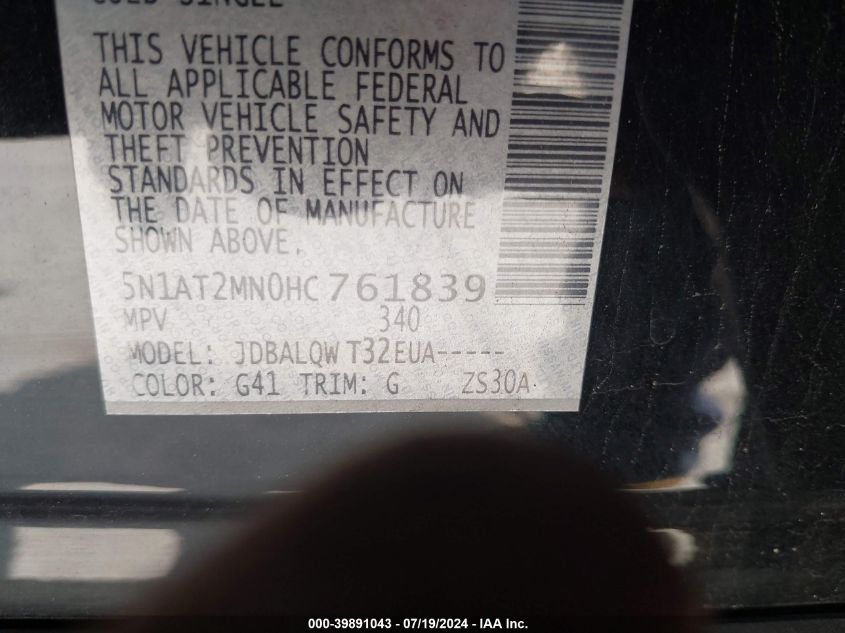 THIS VEHICLE CONFORMS TO
ALL APPLICABLE FEDERAL
MOTOR VEHICLE SAFETY AND
THEFT PREVENTION
STANDARDS IN EFFECT ON
THE DATE OF MANUFACTURE
SHOWN ABOVE.
5N1AT2MN0HC761839
MPV 340
MODEL: JDBALQW T32EUA-----
COLOR: G41 TRIM: G ZS30A
000-39891043 - 07/19/2024 - IAA Inc.